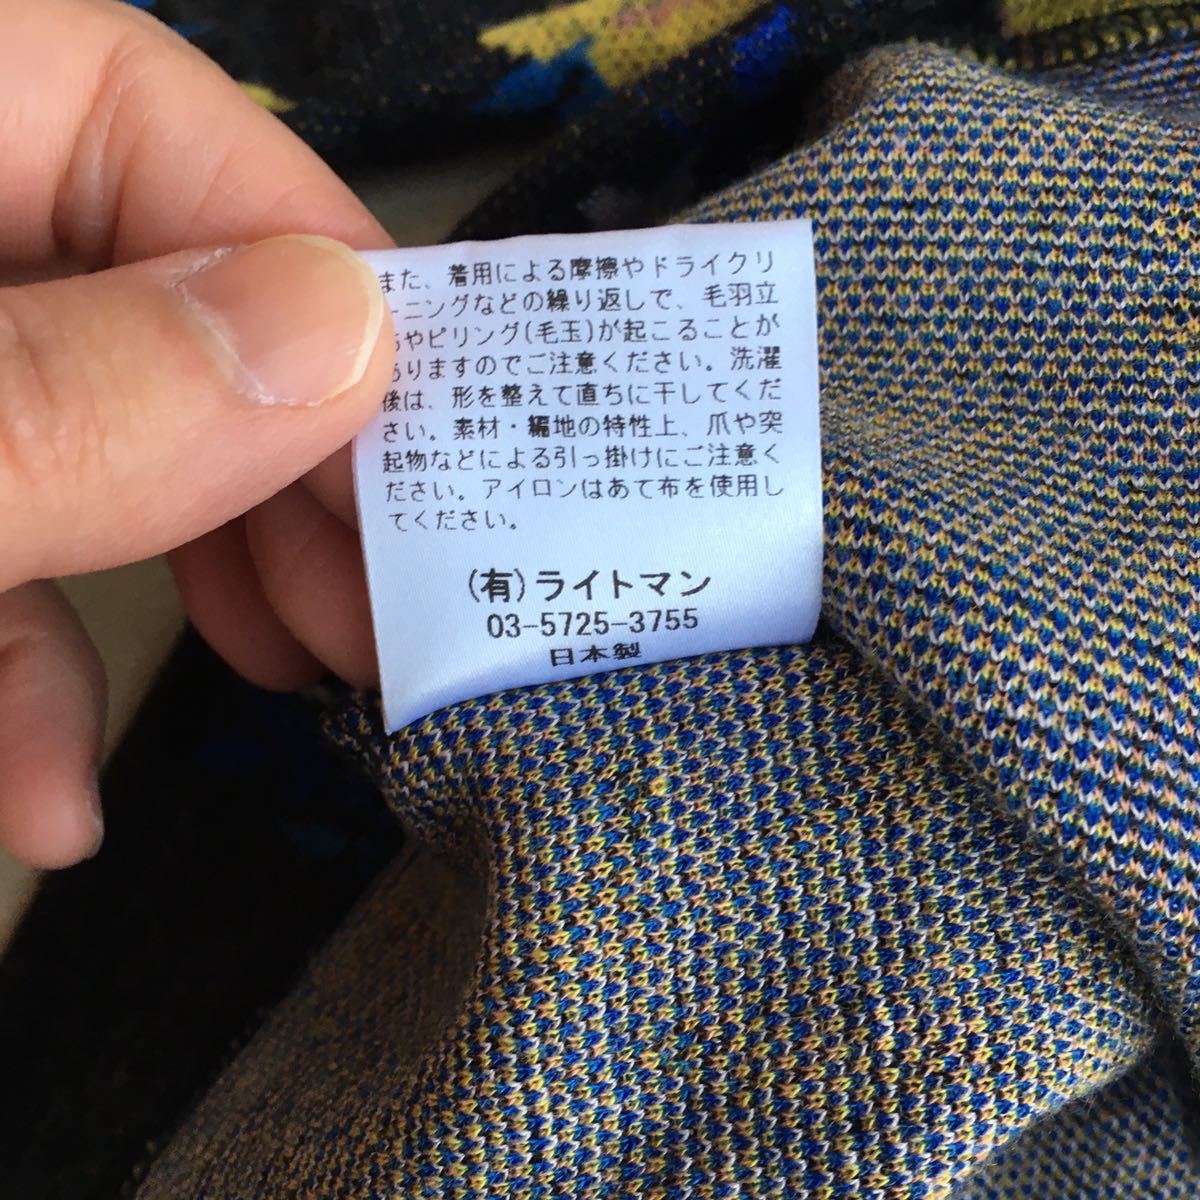 また、着用による摩擦やドライクリ
ーニングなどの繰り返しで、毛羽立
ちやピリング(毛玉)が起こることが
ありますのでご注意ください。洗濯
後は、形を整えて直ちに干してくだ
さい。素材・編地の特性上、爪や突
起物などによる引っ掛けにご注意く
ださい。アイロンはあて布を使用し
てください。
(有)ライトマン
03-5725-3755
日本製